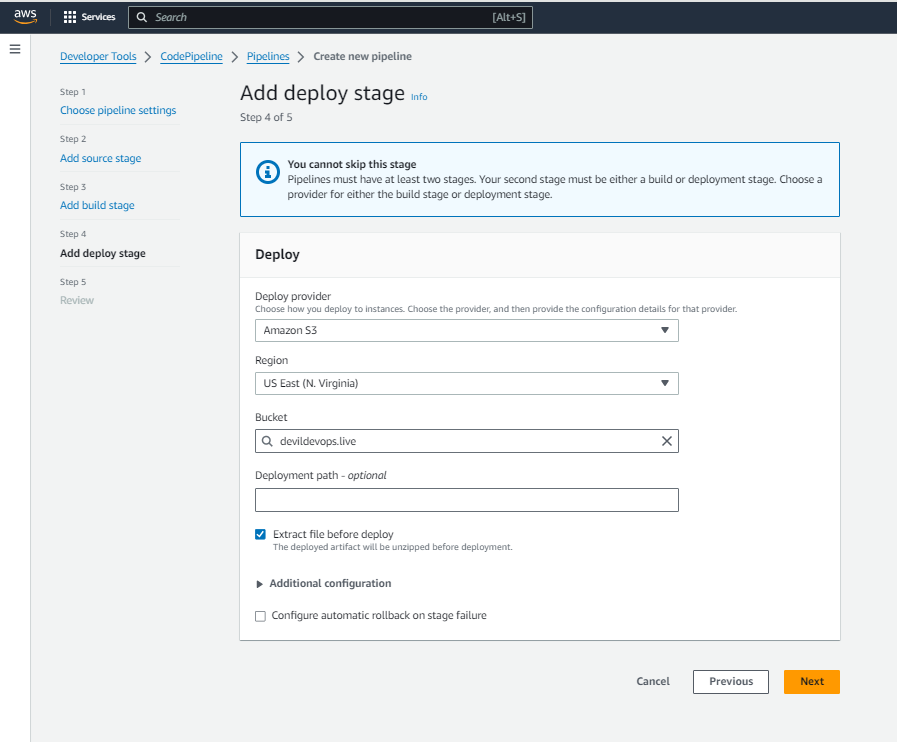 aws
Services
Search
[Alt+S]
Developer Tools
CodePipeline
Pipelines
Create new pipeline
Step 1
Choose pipeline settings
Step 2
Add source stage
Step 3
Add build stage
Step 4
Add deploy stage
Step 5
Review
Add deploy stage Info
Step 4 of 5
You cannot skip this stage
Pipelines must have at least two stages. Your second stage must be either a build or deployment stage. Choose a
provider for either the build stage or deployment stage.
Deploy
Deploy provider
Choose how you deploy to instances. Choose the provider, and then provide the configuration details for that provider.
Amazon S3
Region
US East (N. Virginia)
Bucket
devildevops.live
Deployment path - optional
Extract file before deploy
The deployed artifact will be unzipped before deployment.
Additional configuration
Configure automatic rollback on stage failure
Cancel
Previous
Next